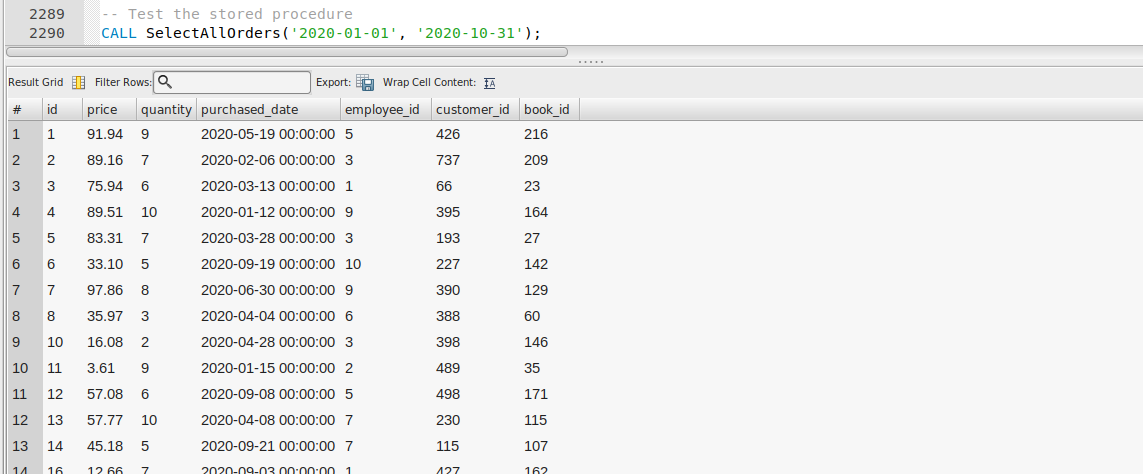 2289 -- Test the stored procedure
2290 CALL SelectAllOrders('2020-01-01', '2020-10-31');
Result Grid Filter Rows: Export: Wrap Cell Content:
# id price quantity purchased_date employee_id customer_id book_id
1 1 91.94 9 2020-05-19 00:00:00 5 426 216
2 2 89.16 7 2020-02-06 00:00:00 3 737 209
3 3 75.94 6 2020-03-13 00:00:00 1 66 23
4 4 89.51 10 2020-01-12 00:00:00 9 395 164
5 5 83.31 7 2020-03-28 00:00:00 3 193 27
6 6 33.10 5 2020-09-19 00:00:00 10 227 142
7 7 97.86 8 2020-06-30 00:00:00 9 390 129
8 8 35.97 3 2020-04-04 00:00:00 6 388 60
9 10 16.08 2 2020-04-28 00:00:00 3 398 146
10 11 3.61 9 2020-01-15 00:00:00 2 489 35
11 12 57.08 6 2020-09-08 00:00:00 5 498 171
12 13 57.77 10 2020-04-08 00:00:00 7 230 115
13 14 45.18 5 2020-09-21 00:00:00 7 115 107
14 16 12.66 7 2020-09-03 00:00:00 1 427 162